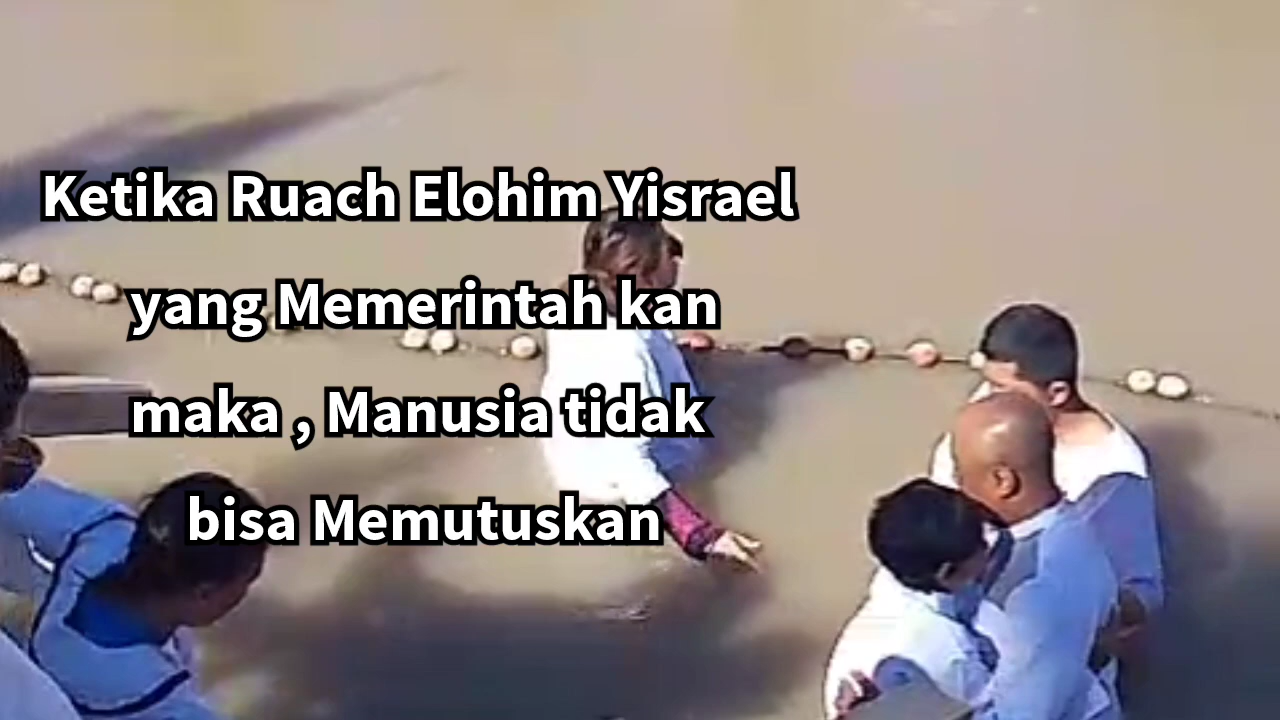 Ketika Ruach Elohim Yisrael
yang Memerintah kan
maka , Manusia tidak
bisa Memutuskan